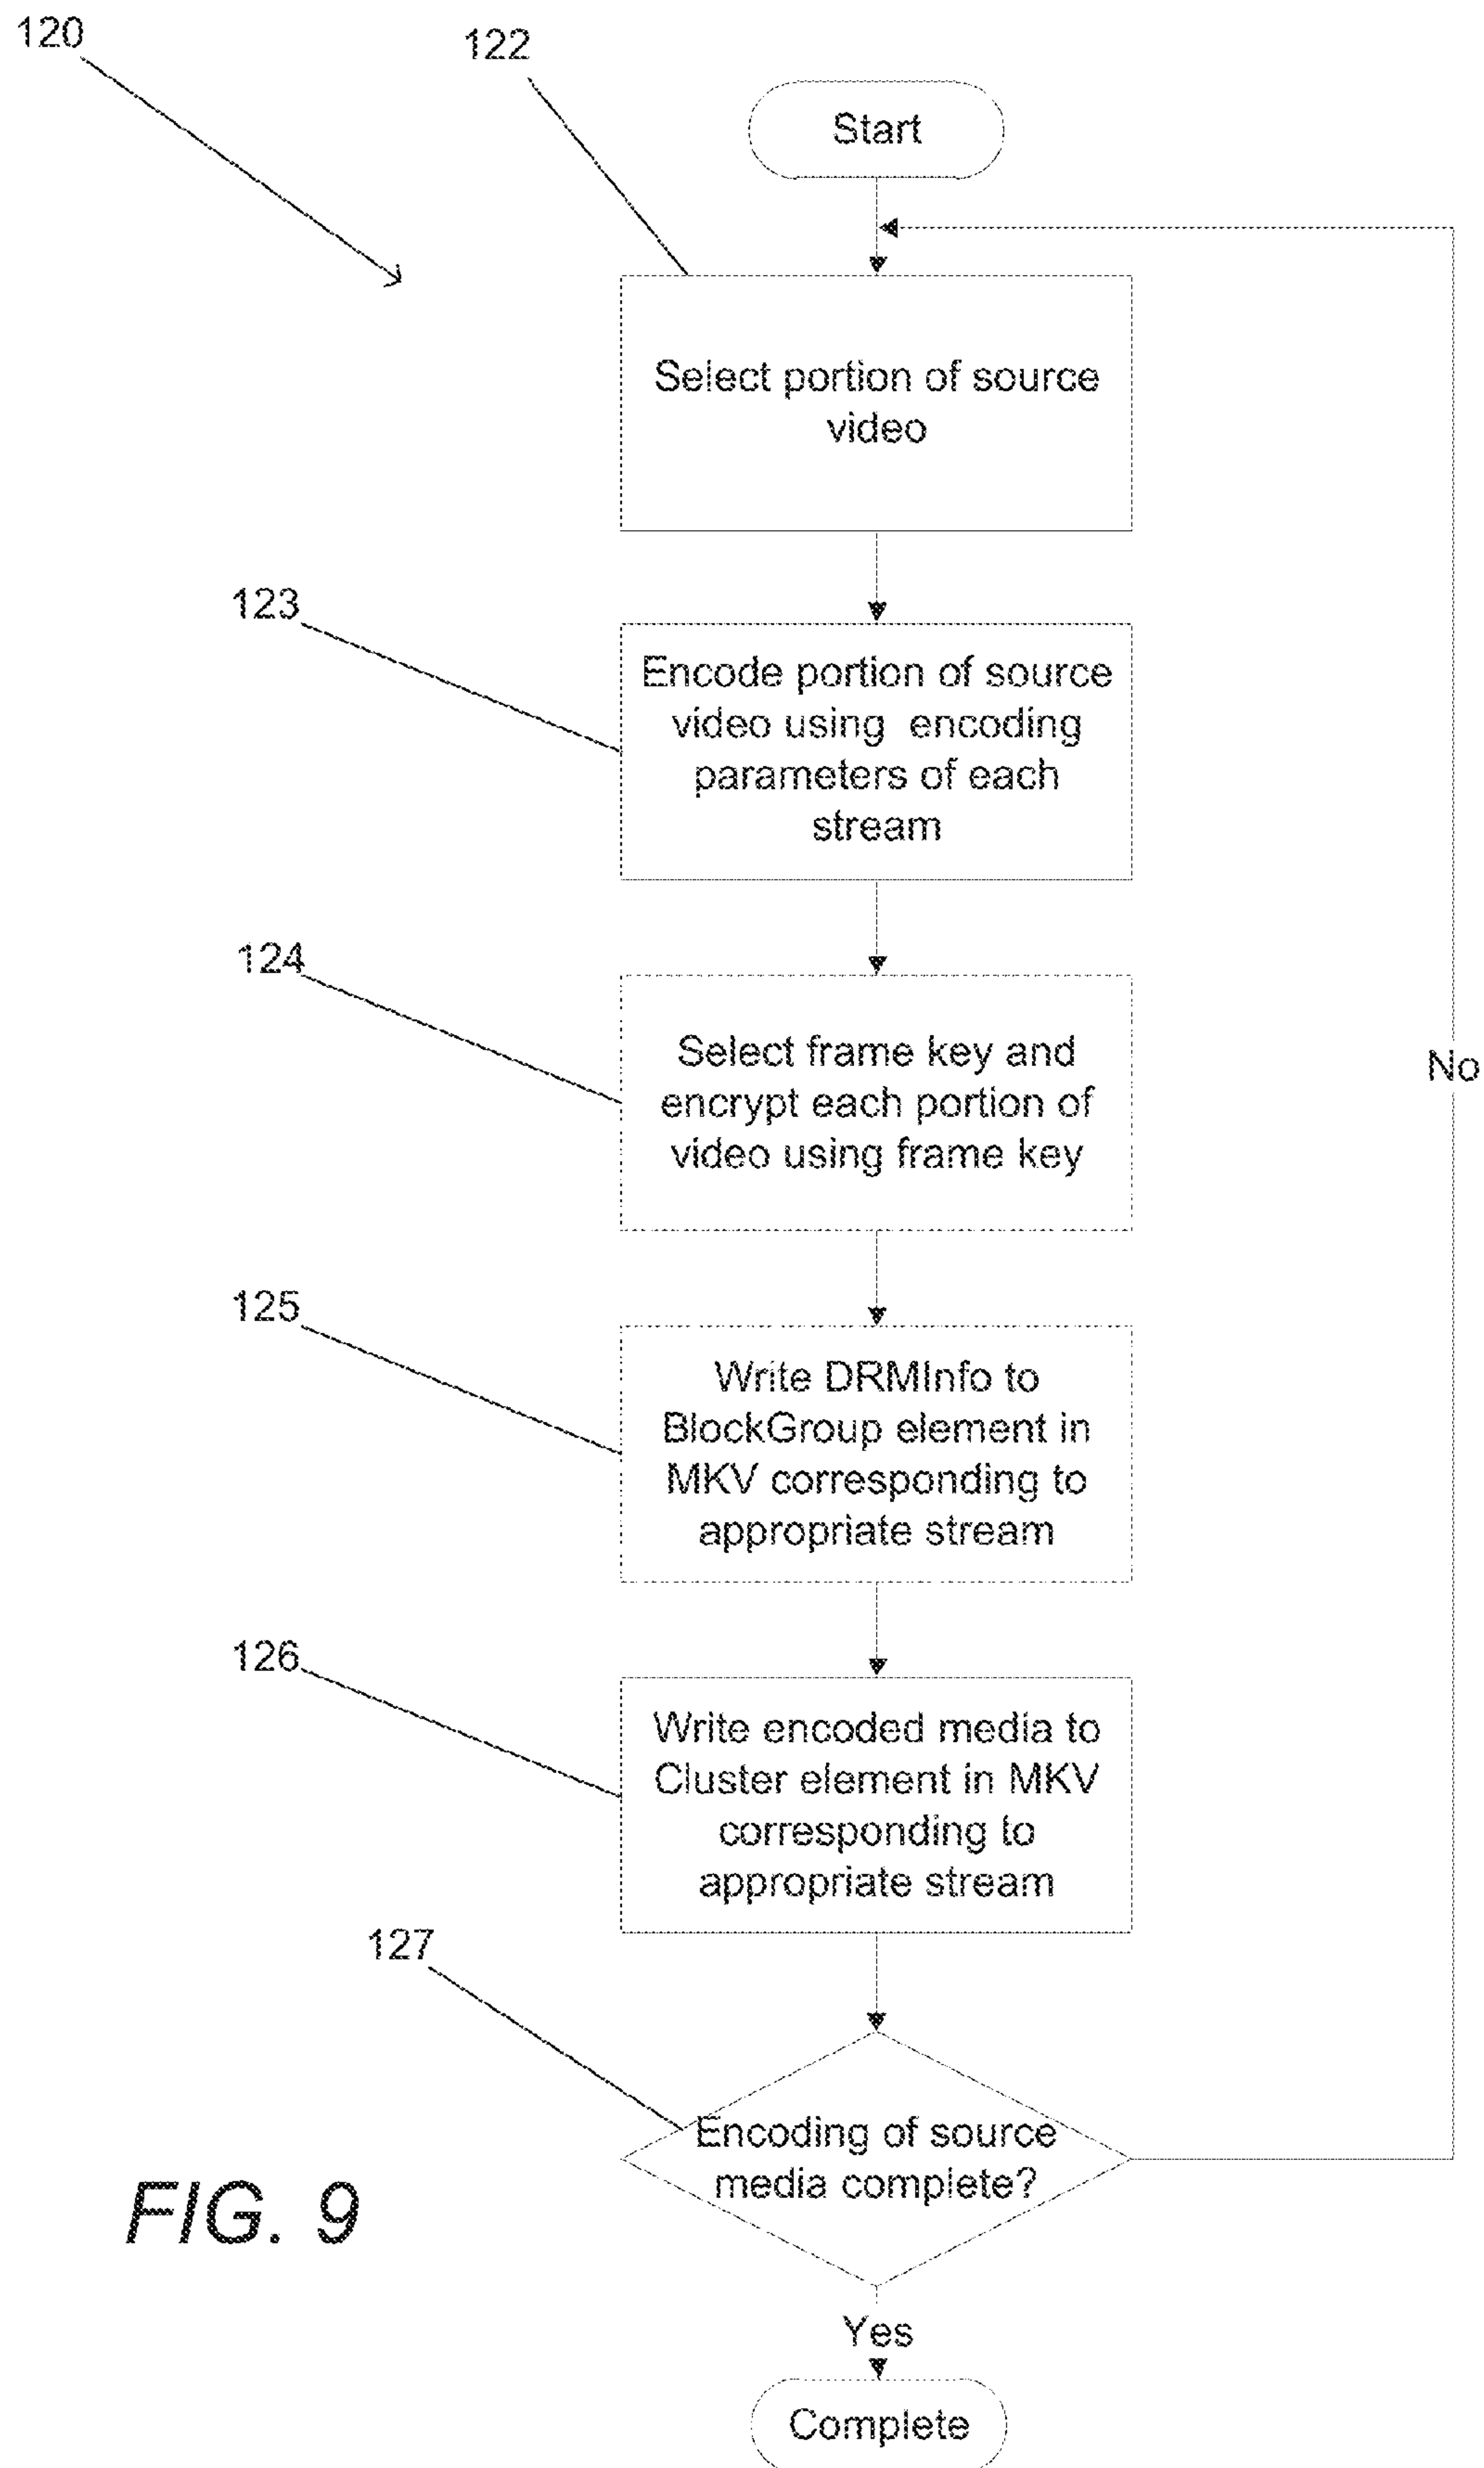 120
122
Start
Select portion of source
video
123
Encode portion of source
video using encoding
parameters of each
stream
124
Select frame key and
encrypt each portion of
video using frame key
No
125
Write DRMInfo to
BlockGroup element in
MKV corresponding to
appropriate stream
126
Write encoded media to
Cluster element in MKV
corresponding to
appropriate stream
127
Encoding of source
media complete?
FIG. 9
Yes
Complete